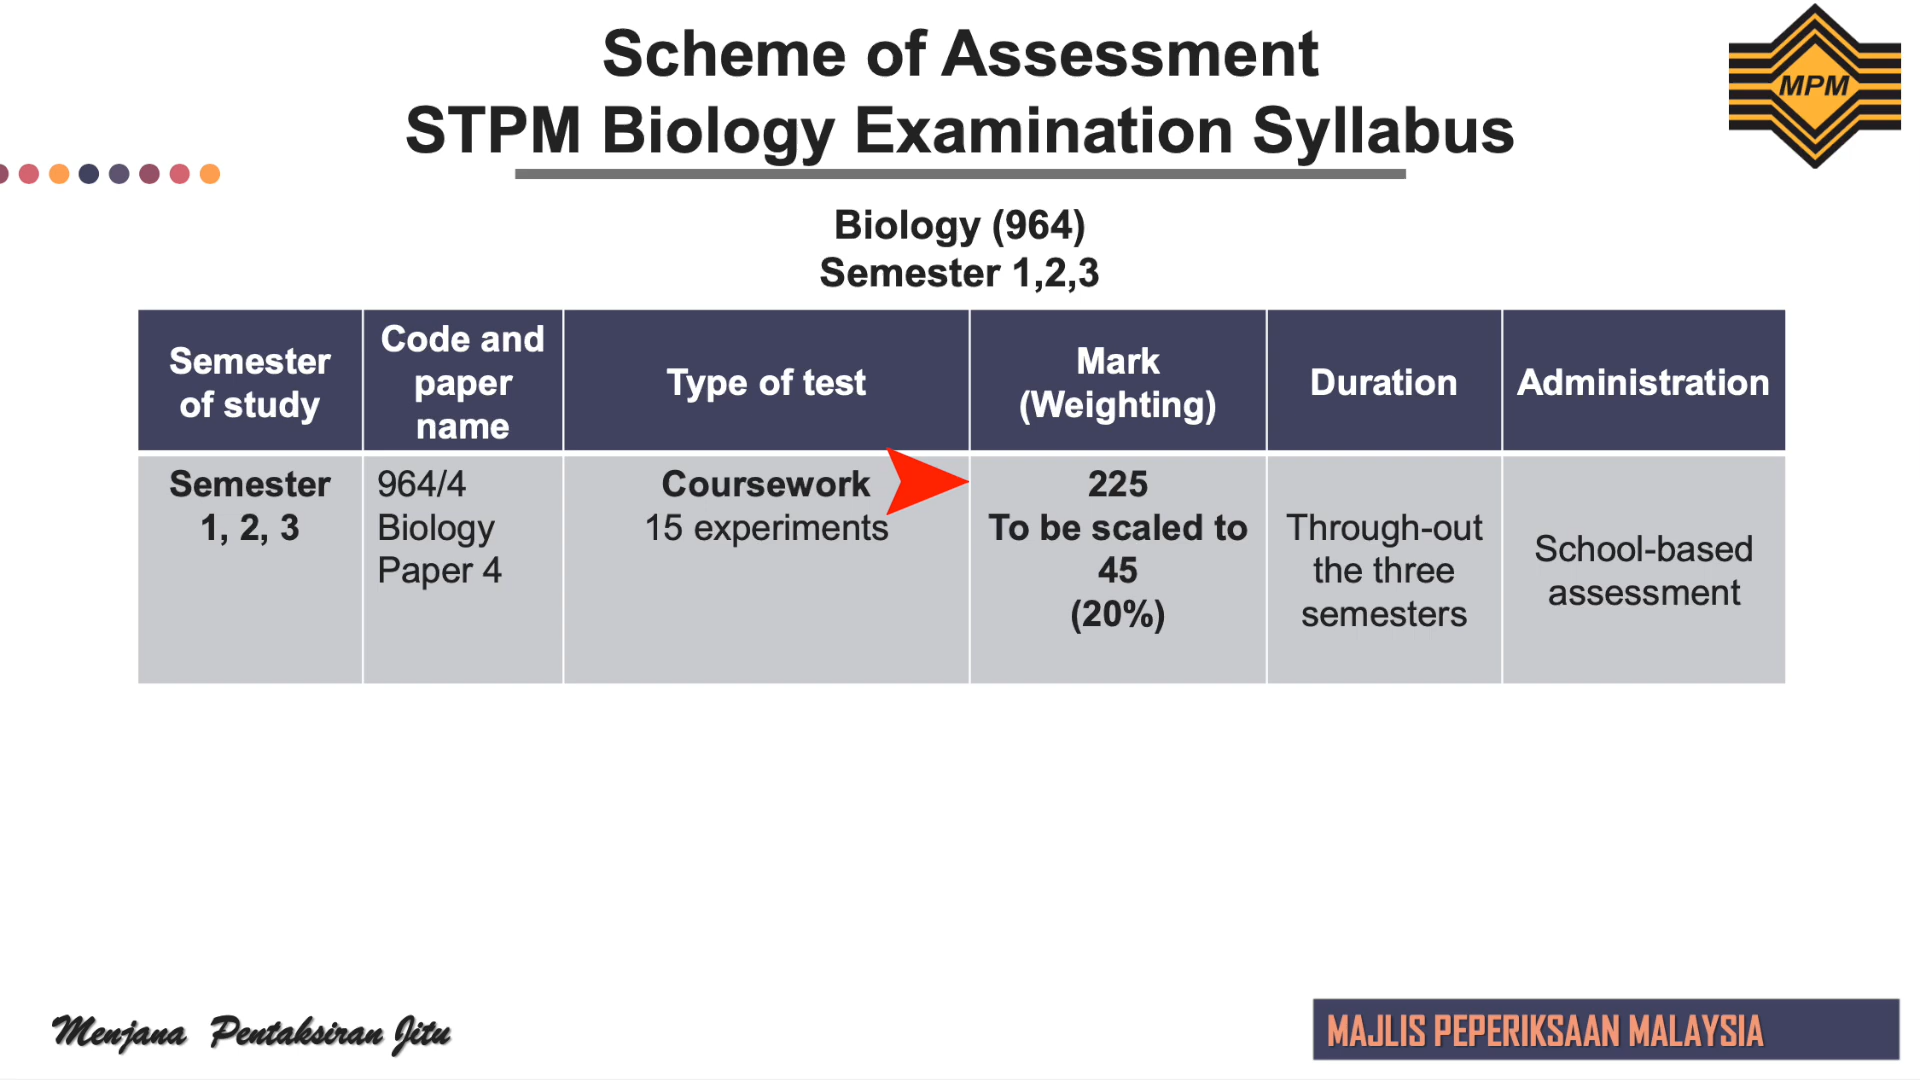 Scheme of Assessment
STPM Biology Examination Syllabus
MPM
Biology (964)
Semester 1,2,3
Semester
of study
Code and
paper
name
Type of test
Mark
(Weighting)
Duration
Administration
Semester
1, 2, 3
964/4
Biology
Paper 4
Coursework
15 experiments
225
To be scaled to
45
(20%)
Through-out
the three
semesters
School-based
assessment
Menjana Pentaksiran Jitu
MAJLIS PEPERIKSAAN MALAYSIA